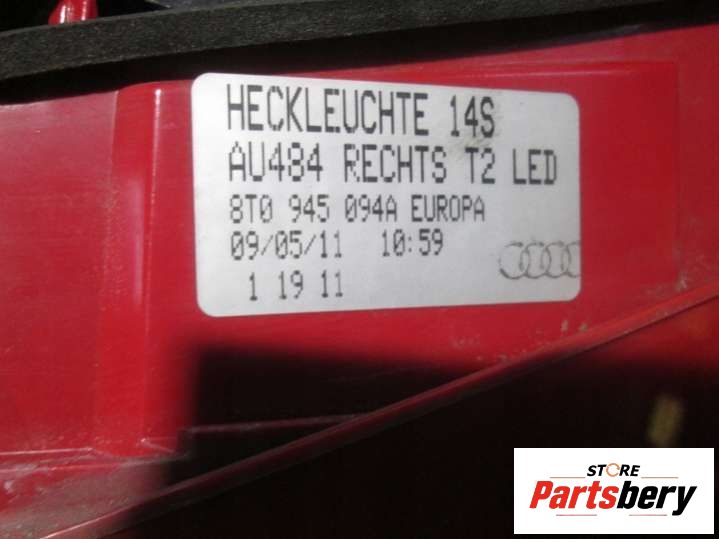 HECKLEUCHTE 14S
AU484 RECHTS T2 LED
8T0 945 094A EUROPA
09/05/11 10:59
1 19 11
STORE
Partsbery